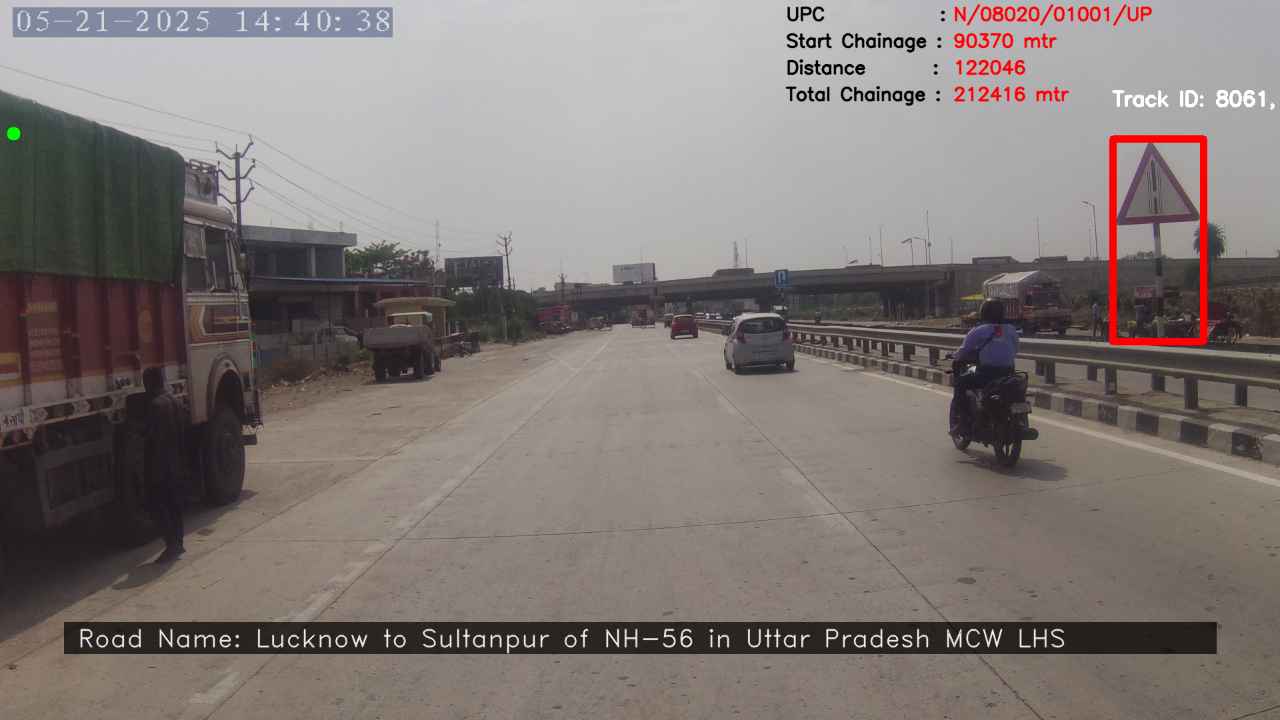 05-21-2025 14:40:38
UPC : N/08020/01001/UP
Start Chainage : 90370 mtr
Distance : 122046
Total Chainage : 212416 mtr
Track ID: 8061,
Road Name: Lucknow to Sultanpur of NH-56 in Uttar Pradesh MCW LHS